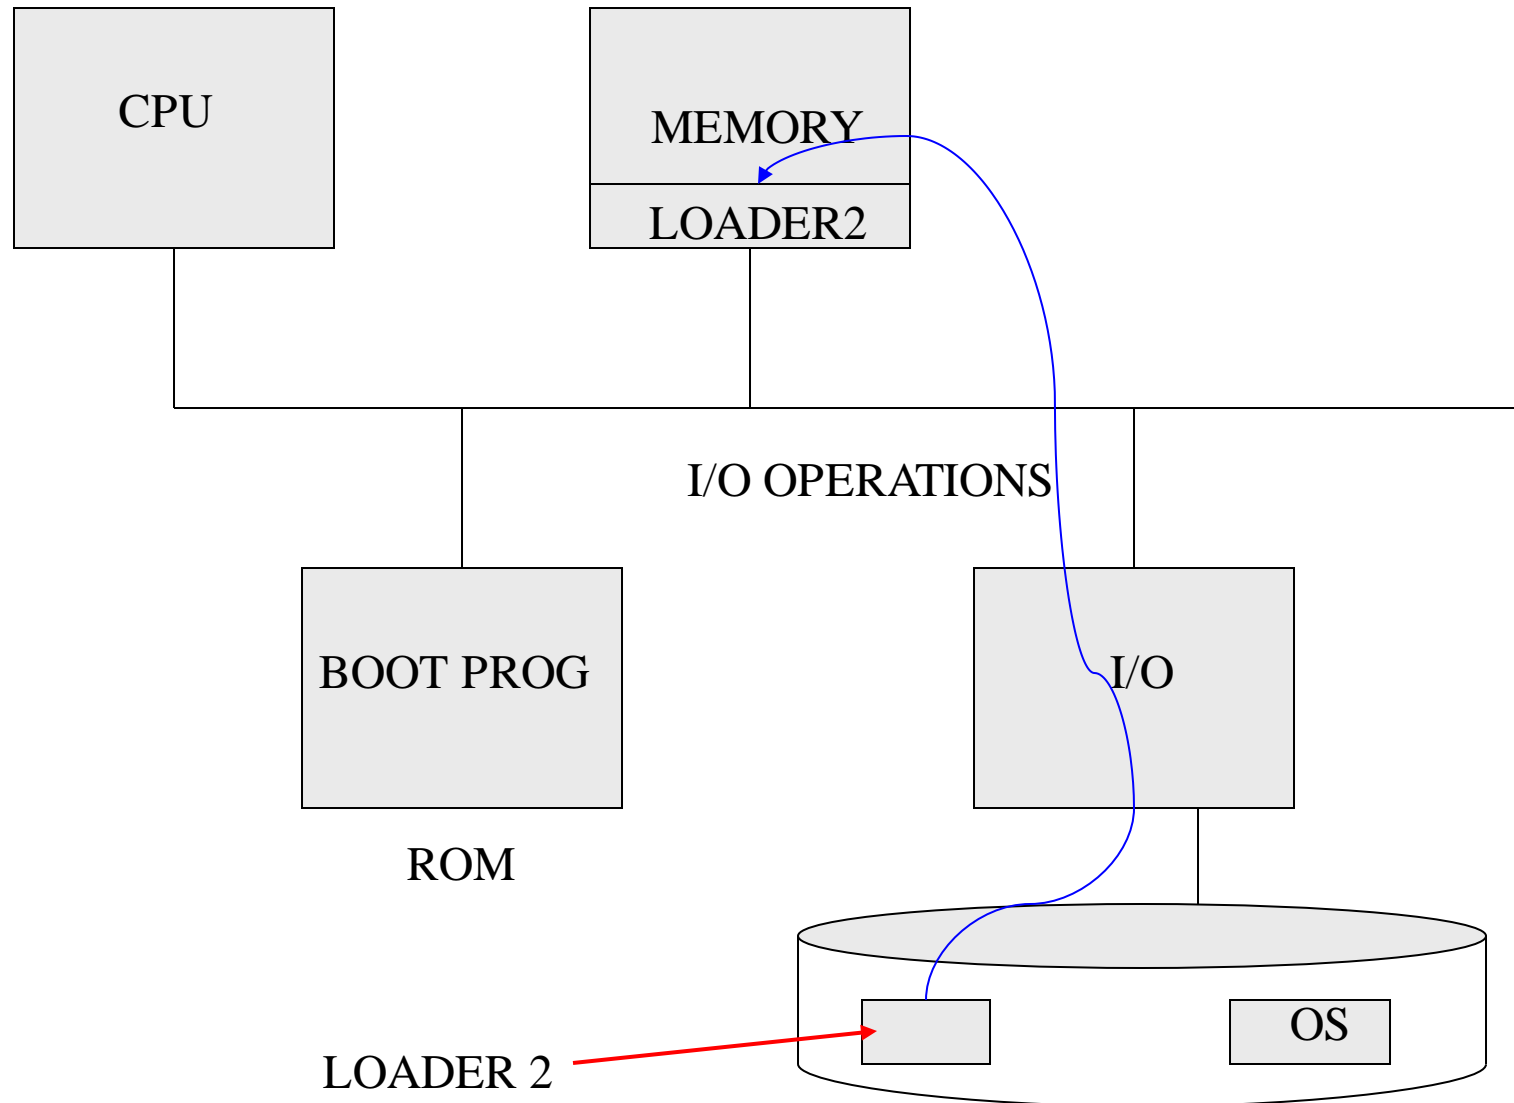 CPU
MEMORY
LOADER2
I/O OPERATIONS
BOOT PROG
I/O
ROM
OS
LOADER 2